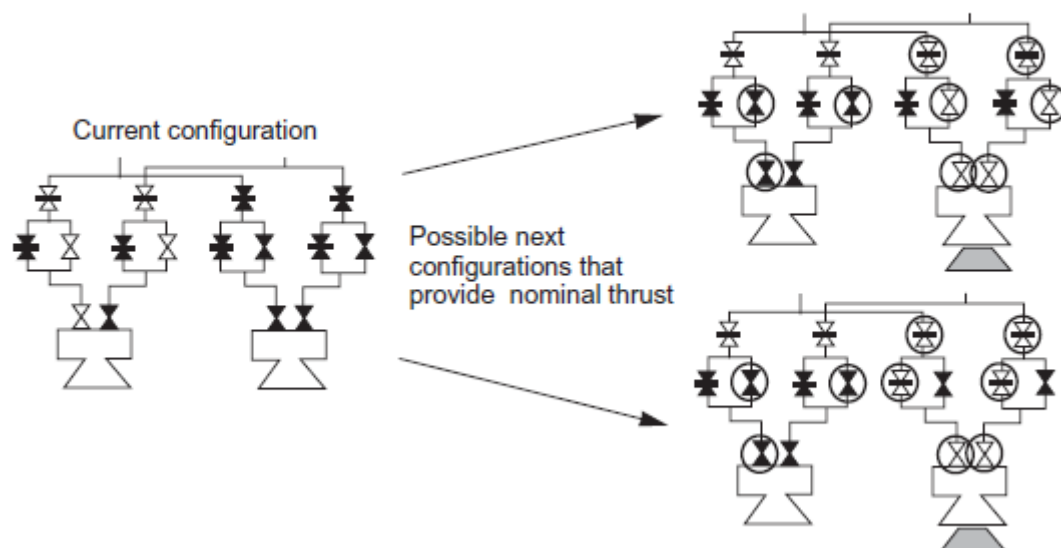 Current configuration
Possible next
configurations that
provide nominal thrust